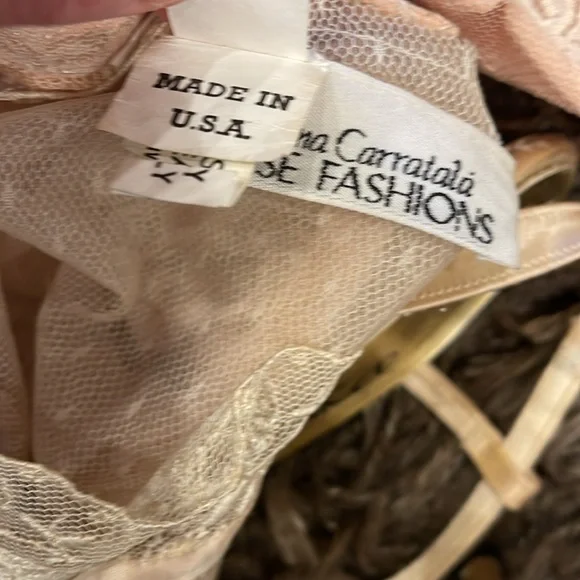 MADE IN
U.S.A.
na Carratalá
SE FASHIONS